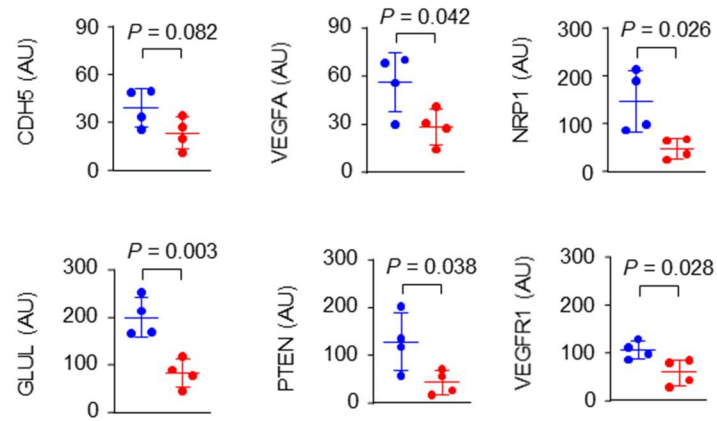 CDH5 (AU)
90
60
30
0
P = 0.082
VEGFA (AU)
90
60
30
0
P = 0.042
NRP1 (AU)
300
200
100
0
P = 0.026
GLUL (AU)
300
200
100
0
P = 0.003
PTEN (AU)
300
200
100
0
P = 0.038
VEGFR1 (AU)
300
200
100
0
P = 0.028